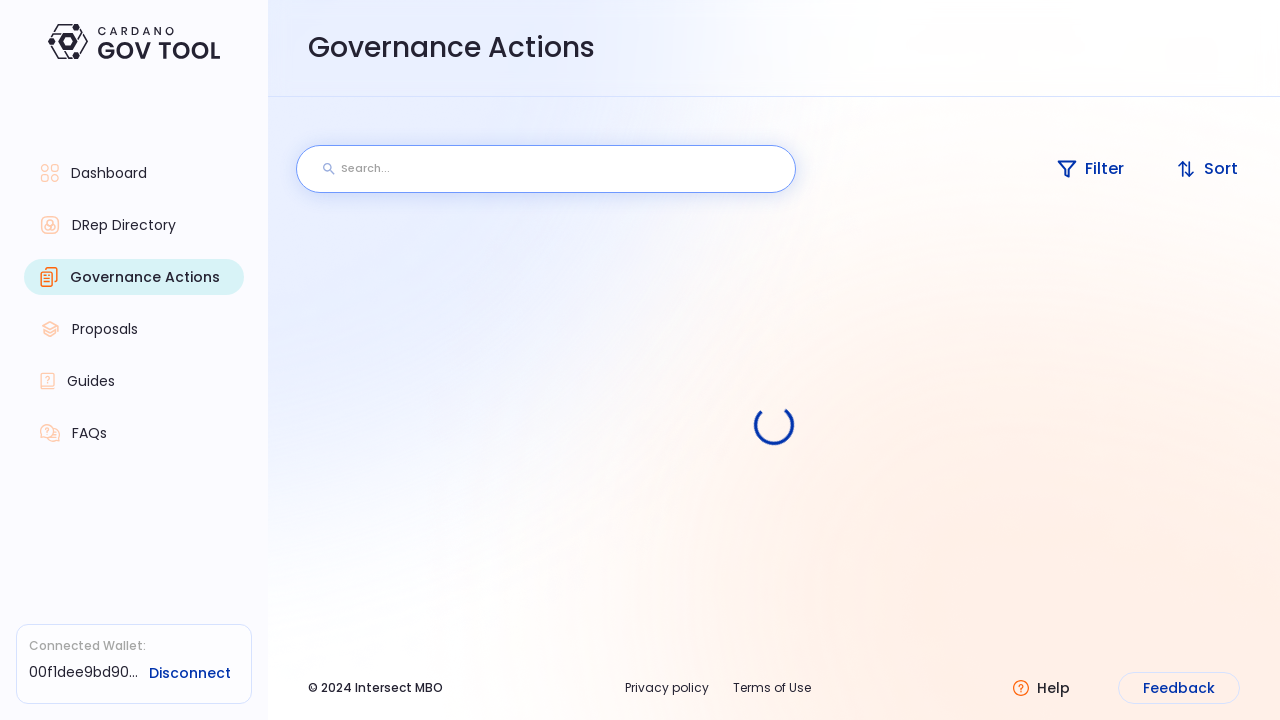 CARDANO
GOV TOOL
Governance Actions
Search...
Filter
Sort
Dashboard
DRep Directory
Governance Actions
Proposals
Guides
FAQs
Connected Wallet:
00f1dee9bd90...
Disconnect
© 2024 Intersect MBO
Privacy policy
Terms of Use
Help
Feedback